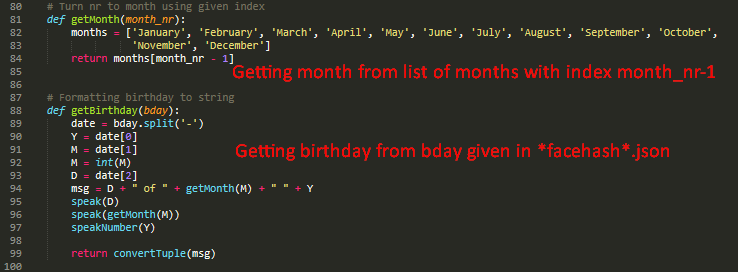 80 # Turn nr to month using given index
81 def getMonth(month_nr):
82 months = ['January', 'February', 'March', 'April', 'May', 'June', 'July', 'August', 'September', 'October',
83 'November', 'December']
84 return months[month_nr - 1]
85 Getting month from list of months with index month_nr-1
86
87 # Formatting birthday to string
88 def getBirthday(bday):
89 date = bday.split('-')
90 Y = date[0]
91 M = date[1] Getting birthday from bday given in *facehash*.json
92 M = int(M)
93 D = date[2]
94 msg = D + " of " + getMonth(M) + " " + Y
95 speak(D)
96 speak(getMonth(M))
97 speakNumber(Y)
98
99 return convertTuple(msg)
100